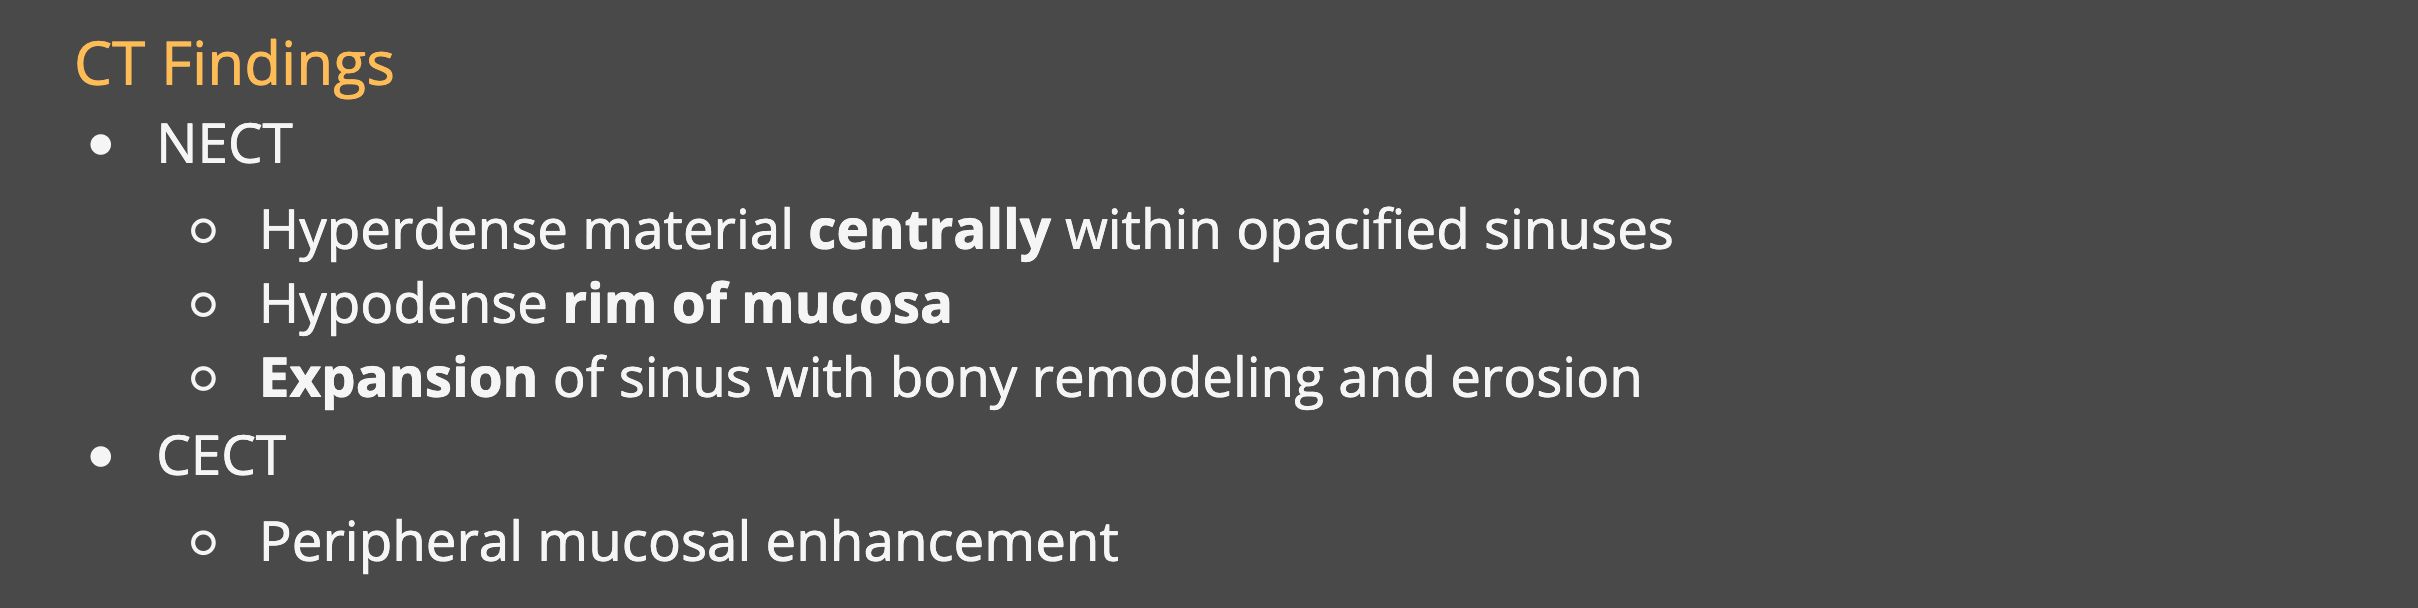 CT Findings
• NECT
○ Hyperdense material centrally within opacified sinuses
○ Hypodense rim of mucosa
○ Expansion of sinus with bony remodeling and erosion
• CECT
○ Peripheral mucosal enhancement